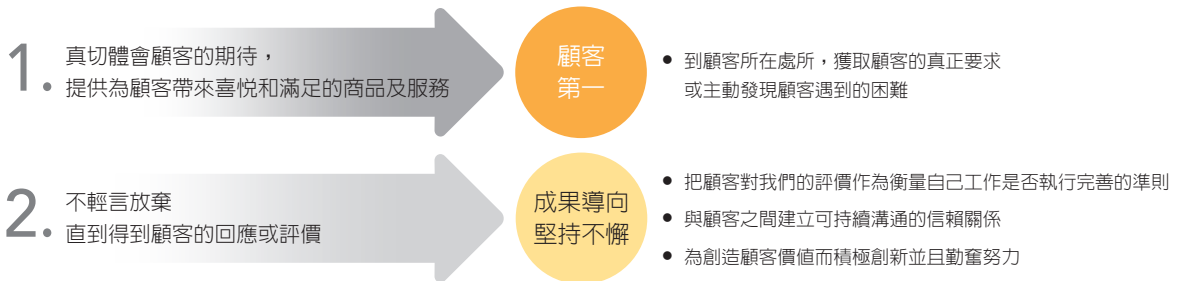 1.
真切體會顧客的期待，
提供為顧客帶來喜悅和滿足的商品及服務
顧客
第一
• 到顧客所在處所，獲取顧客的真正要求
或主動發現顧客遇到的困難
2.
不輕言放棄
直到得到顧客的回應或評價
成果導向
堅持不懈
• 把顧客對我們的評價作為衡量自己工作是否執行完善的準則
• 與顧客之間建立可持續溝通的信賴關係
• 為創造顧客價值而積極創新並且勤奮努力